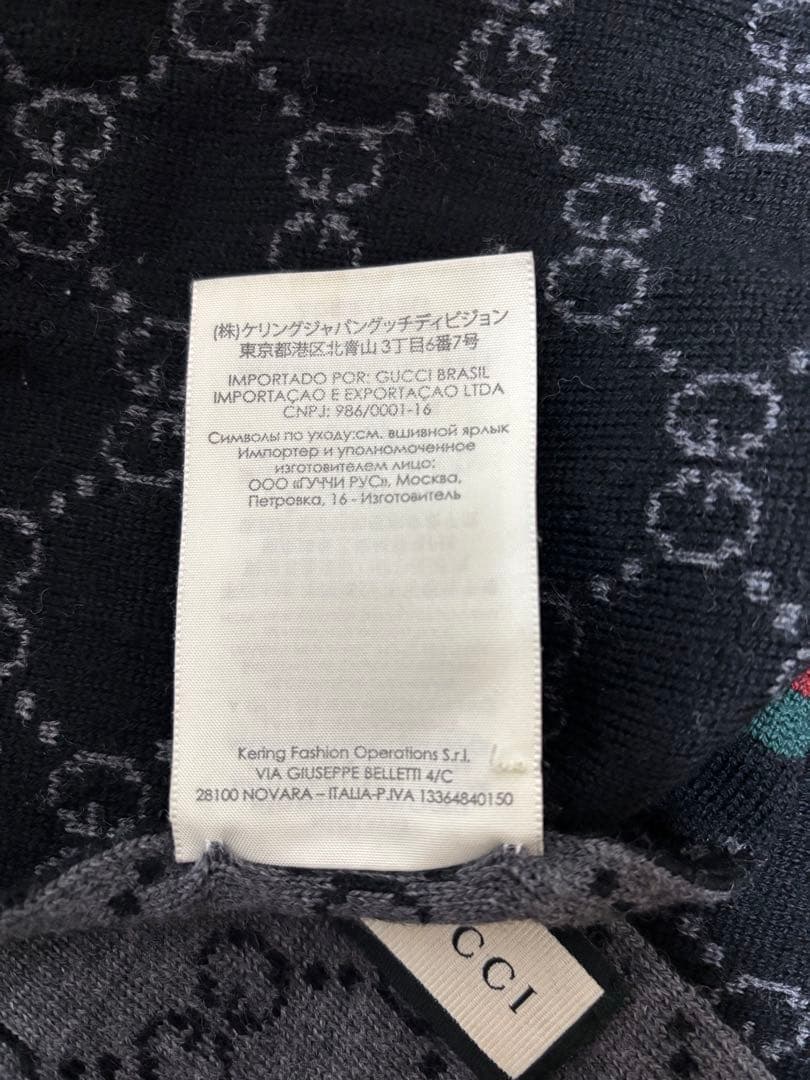 (株)ケリングジャパングッチディビジョン
東京都港区北青山3丁目6番7号
IMPORTADO POR: GUCCI BRASIL
IMPORTAÇAO E EXPORTAÇAO LTDA
CNPJ: 986/0001-16
Символы по уходу:см. вшивной ярлык
Импортер и уполномоченное
изготовителем лицо:
ООО «ГУЧЧИ РУС», Москва,
Петровка, 16 - Изготовитель
Kering Fashion Operations S.r.l.
VIA GIUSEPPE BELLETTI 4/C
28100 NOVARA – ITALIA-P.IVA 13364840150
CCI